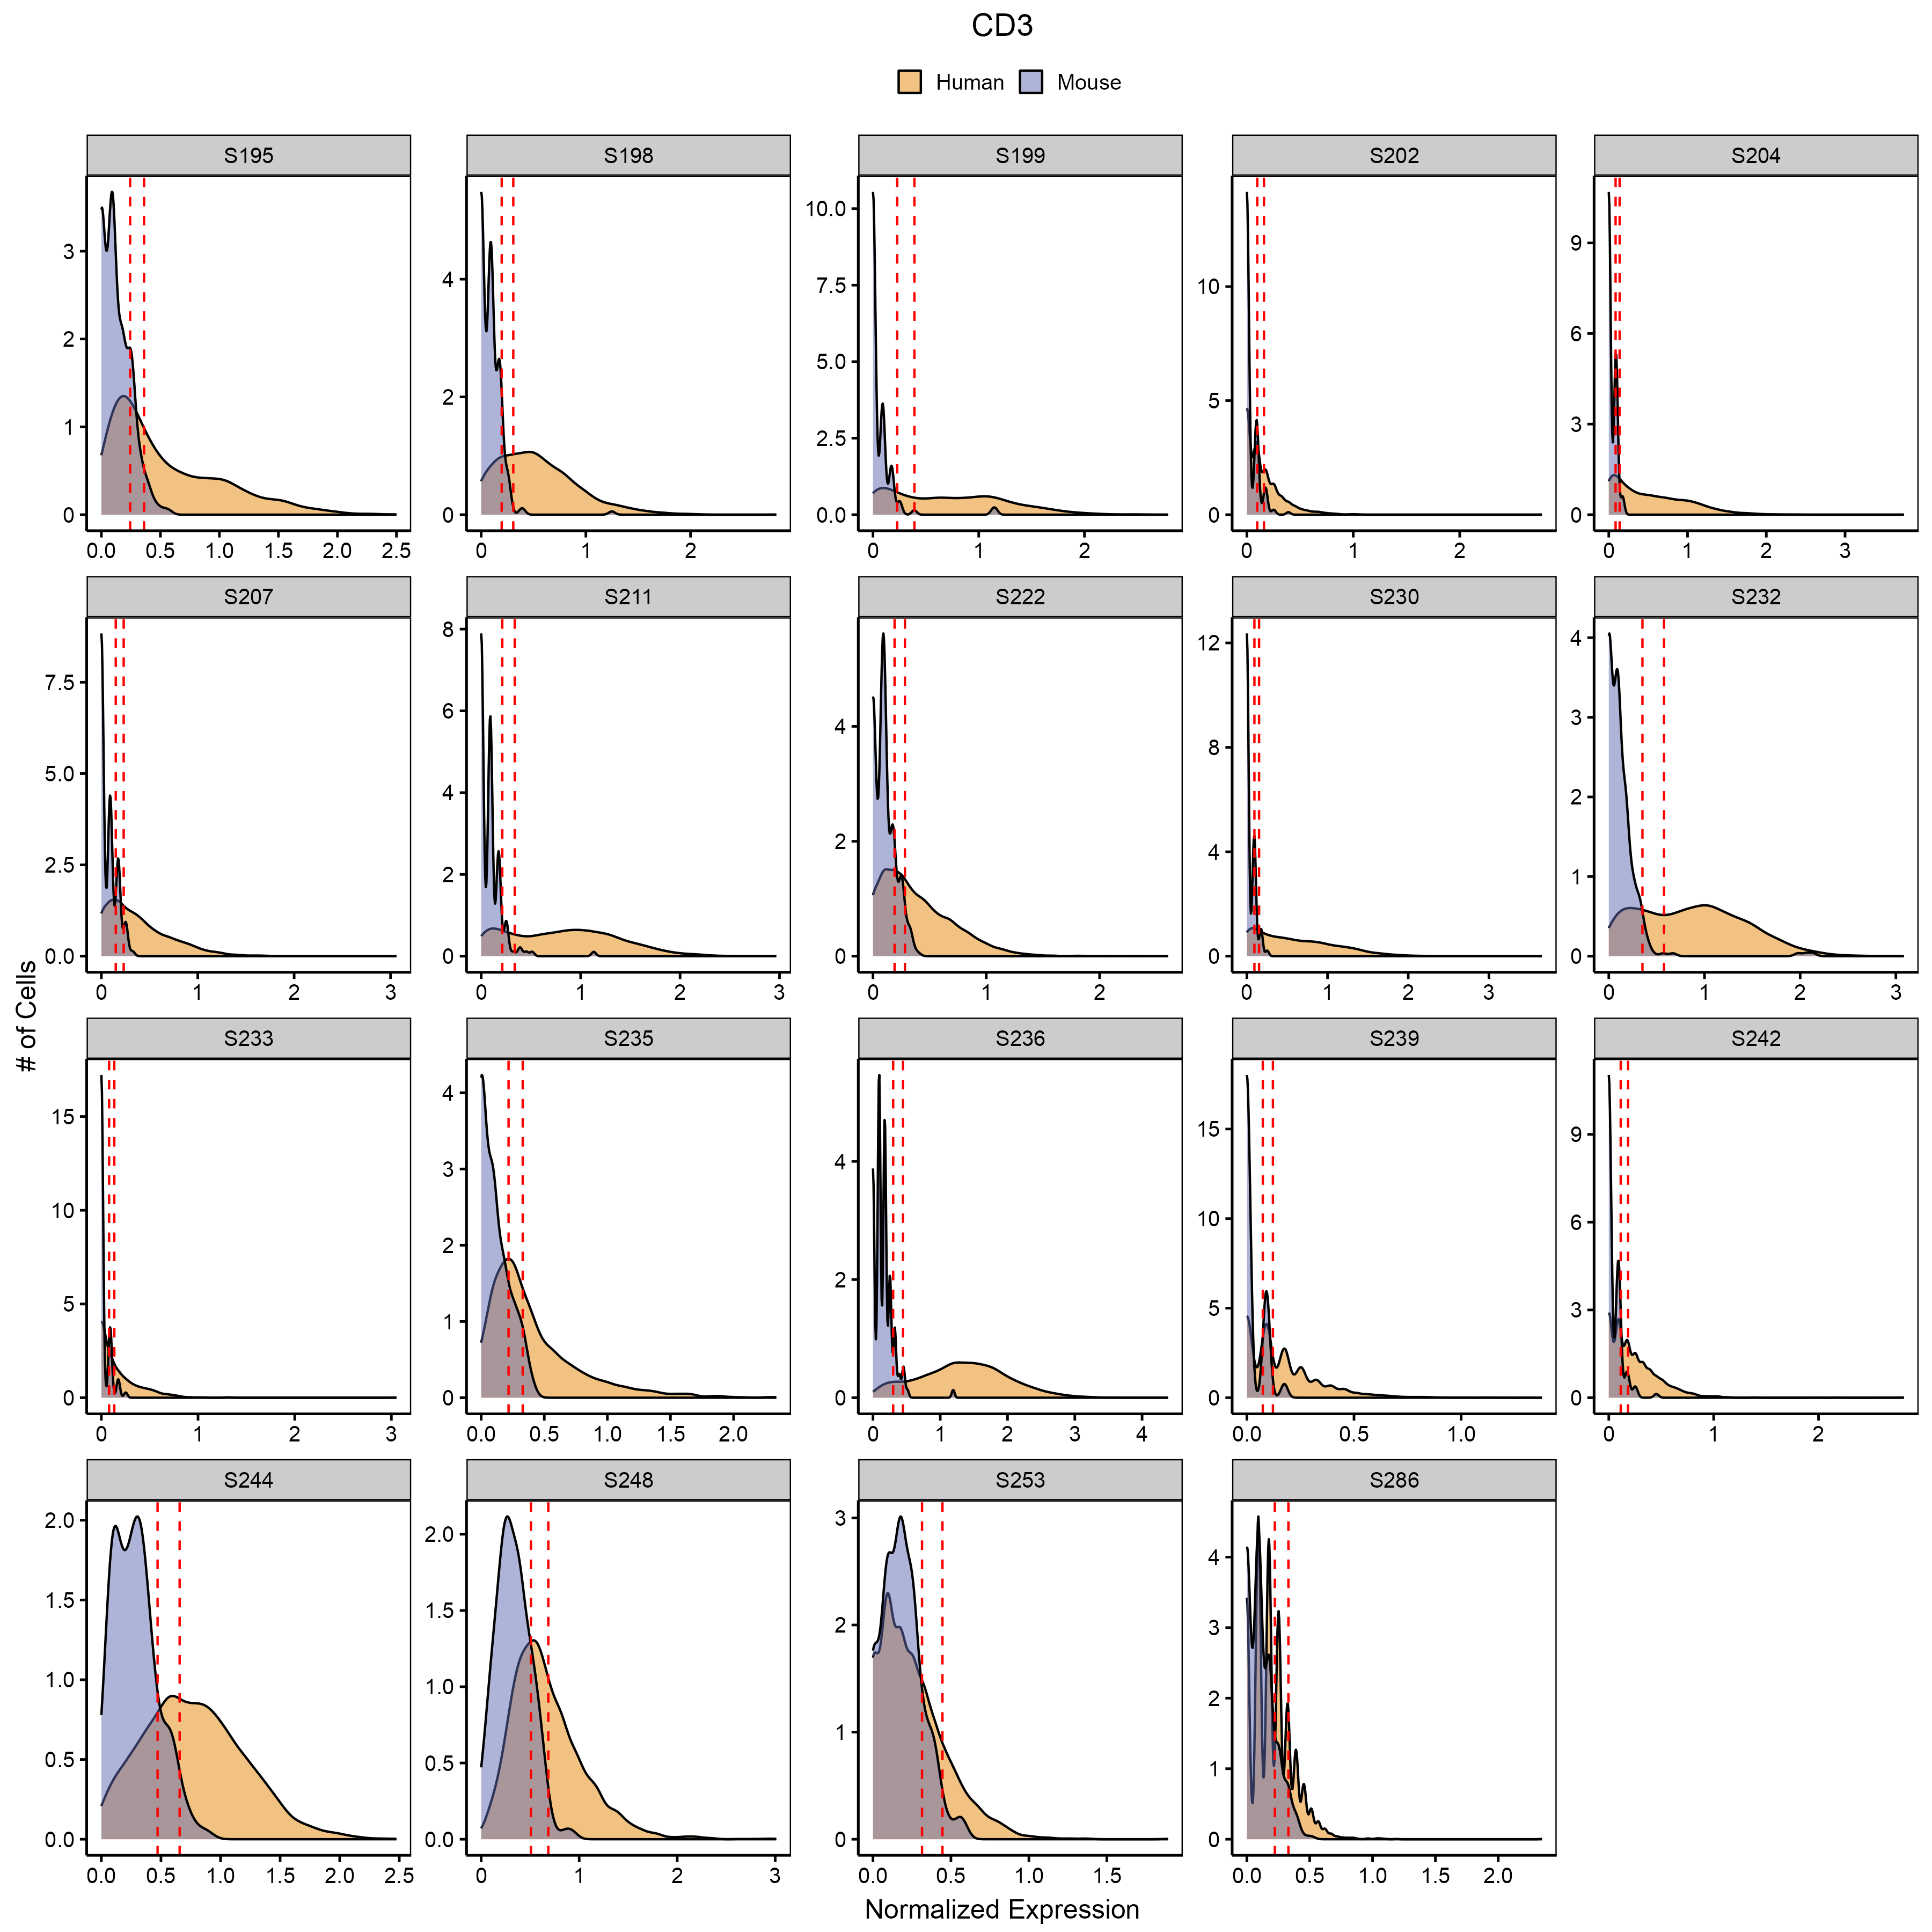 CD3
Human Mouse
S195 S198 S199 S202 S204
3 2 1 0
0.0 0.5 1.0 1.5 2.0 2.5
4 2 0
0 1 2
10.0 7.5 5.0 2.5 0.0
0 1 2
10 5 0
0 1 2
9 6 3 0
0 1 2 3
S207 S211 S222 S230 S232
7.5 5.0 2.5 0.0
0 1 2 3
8 6 4 2 0
0 1 2
4 2 0
0 1 2
12 8 4 0
0 1 2 3
4 3 2 1 0
0 1 2 3
# of Cells
S233 S235 S236 S239 S242
15 10 5 0
0 1 2 3
4 3 2 1 0
0.0 0.5 1.0 1.5 2.0
4 2 0
0 1 2 3 4
15 10 5 0
0.0 0.5 1.0
9 6 3 0
0 1 2
S244 S248 S253 S286
2.0 1.5 1.0 0.5 0.0
0.0 0.5 1.0 1.5 2.0 2.5
2.0 1.5 1.0 0.5 0.0
0 1 2 3
3 2 1 0
0.0 0.5 1.0 1.5
4 3 2 1 0
0.0 0.5 1.0 1.5 2.0
Normalized Expression